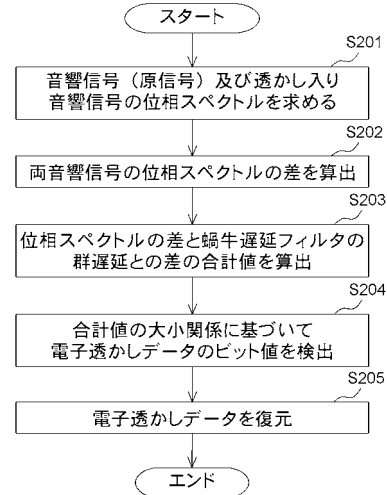 スタート
S201
音響信号（原信号）及び透かし入り
音響信号の位相スペクトルを求める
S202
両音響信号の位相スペクトルの差を算出
S203
位相スペクトルの差と蝸牛遅延フィルタの
群遅延との差の合計値を算出
S204
合計値の大小関係に基づいて
電子透かしデータのビット値を検出
S205
電子透かしデータを復元
エンド